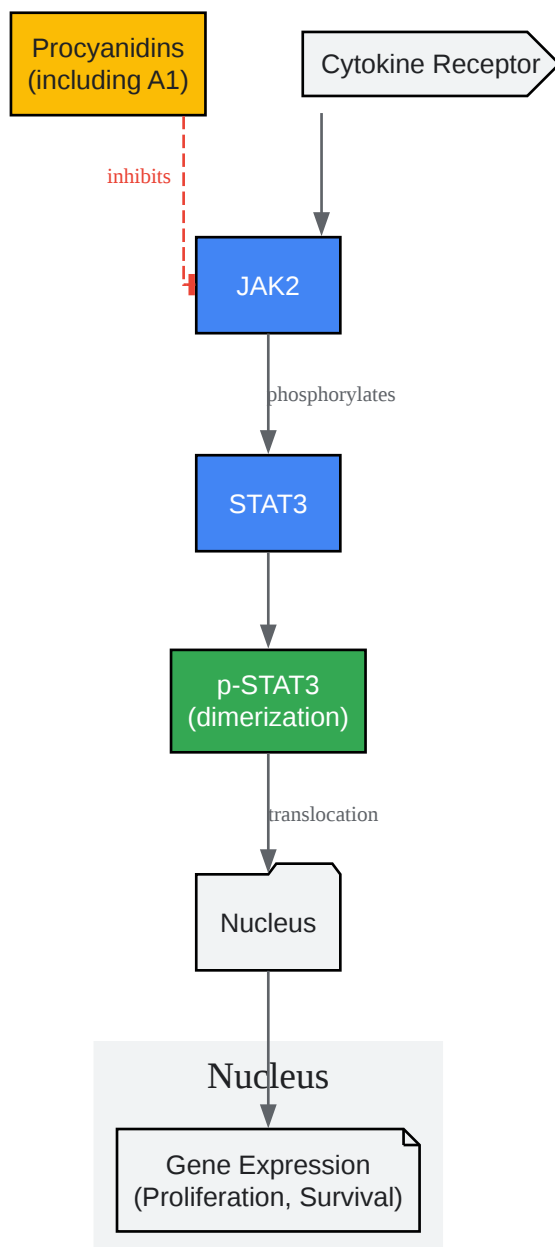 Procyanidins
(including A1)
Cytokine Receptor
inhibits
JAK2
phosphorylates
STAT3
p-STAT3
(dimerization)
translocation
Nucleus
Nucleus
Gene Expression
(Proliferation, Survival)